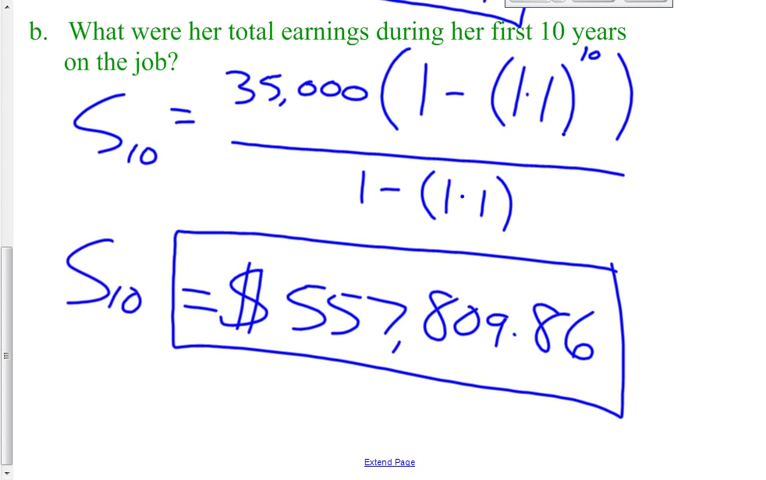 b. What were her total earnings during her first 10 years
on the job?
S₁₀ = 35,000(1 - (1.1)¹⁰) / 1 - (1.1)
S₁₀ = $557,809.86
Extend Page